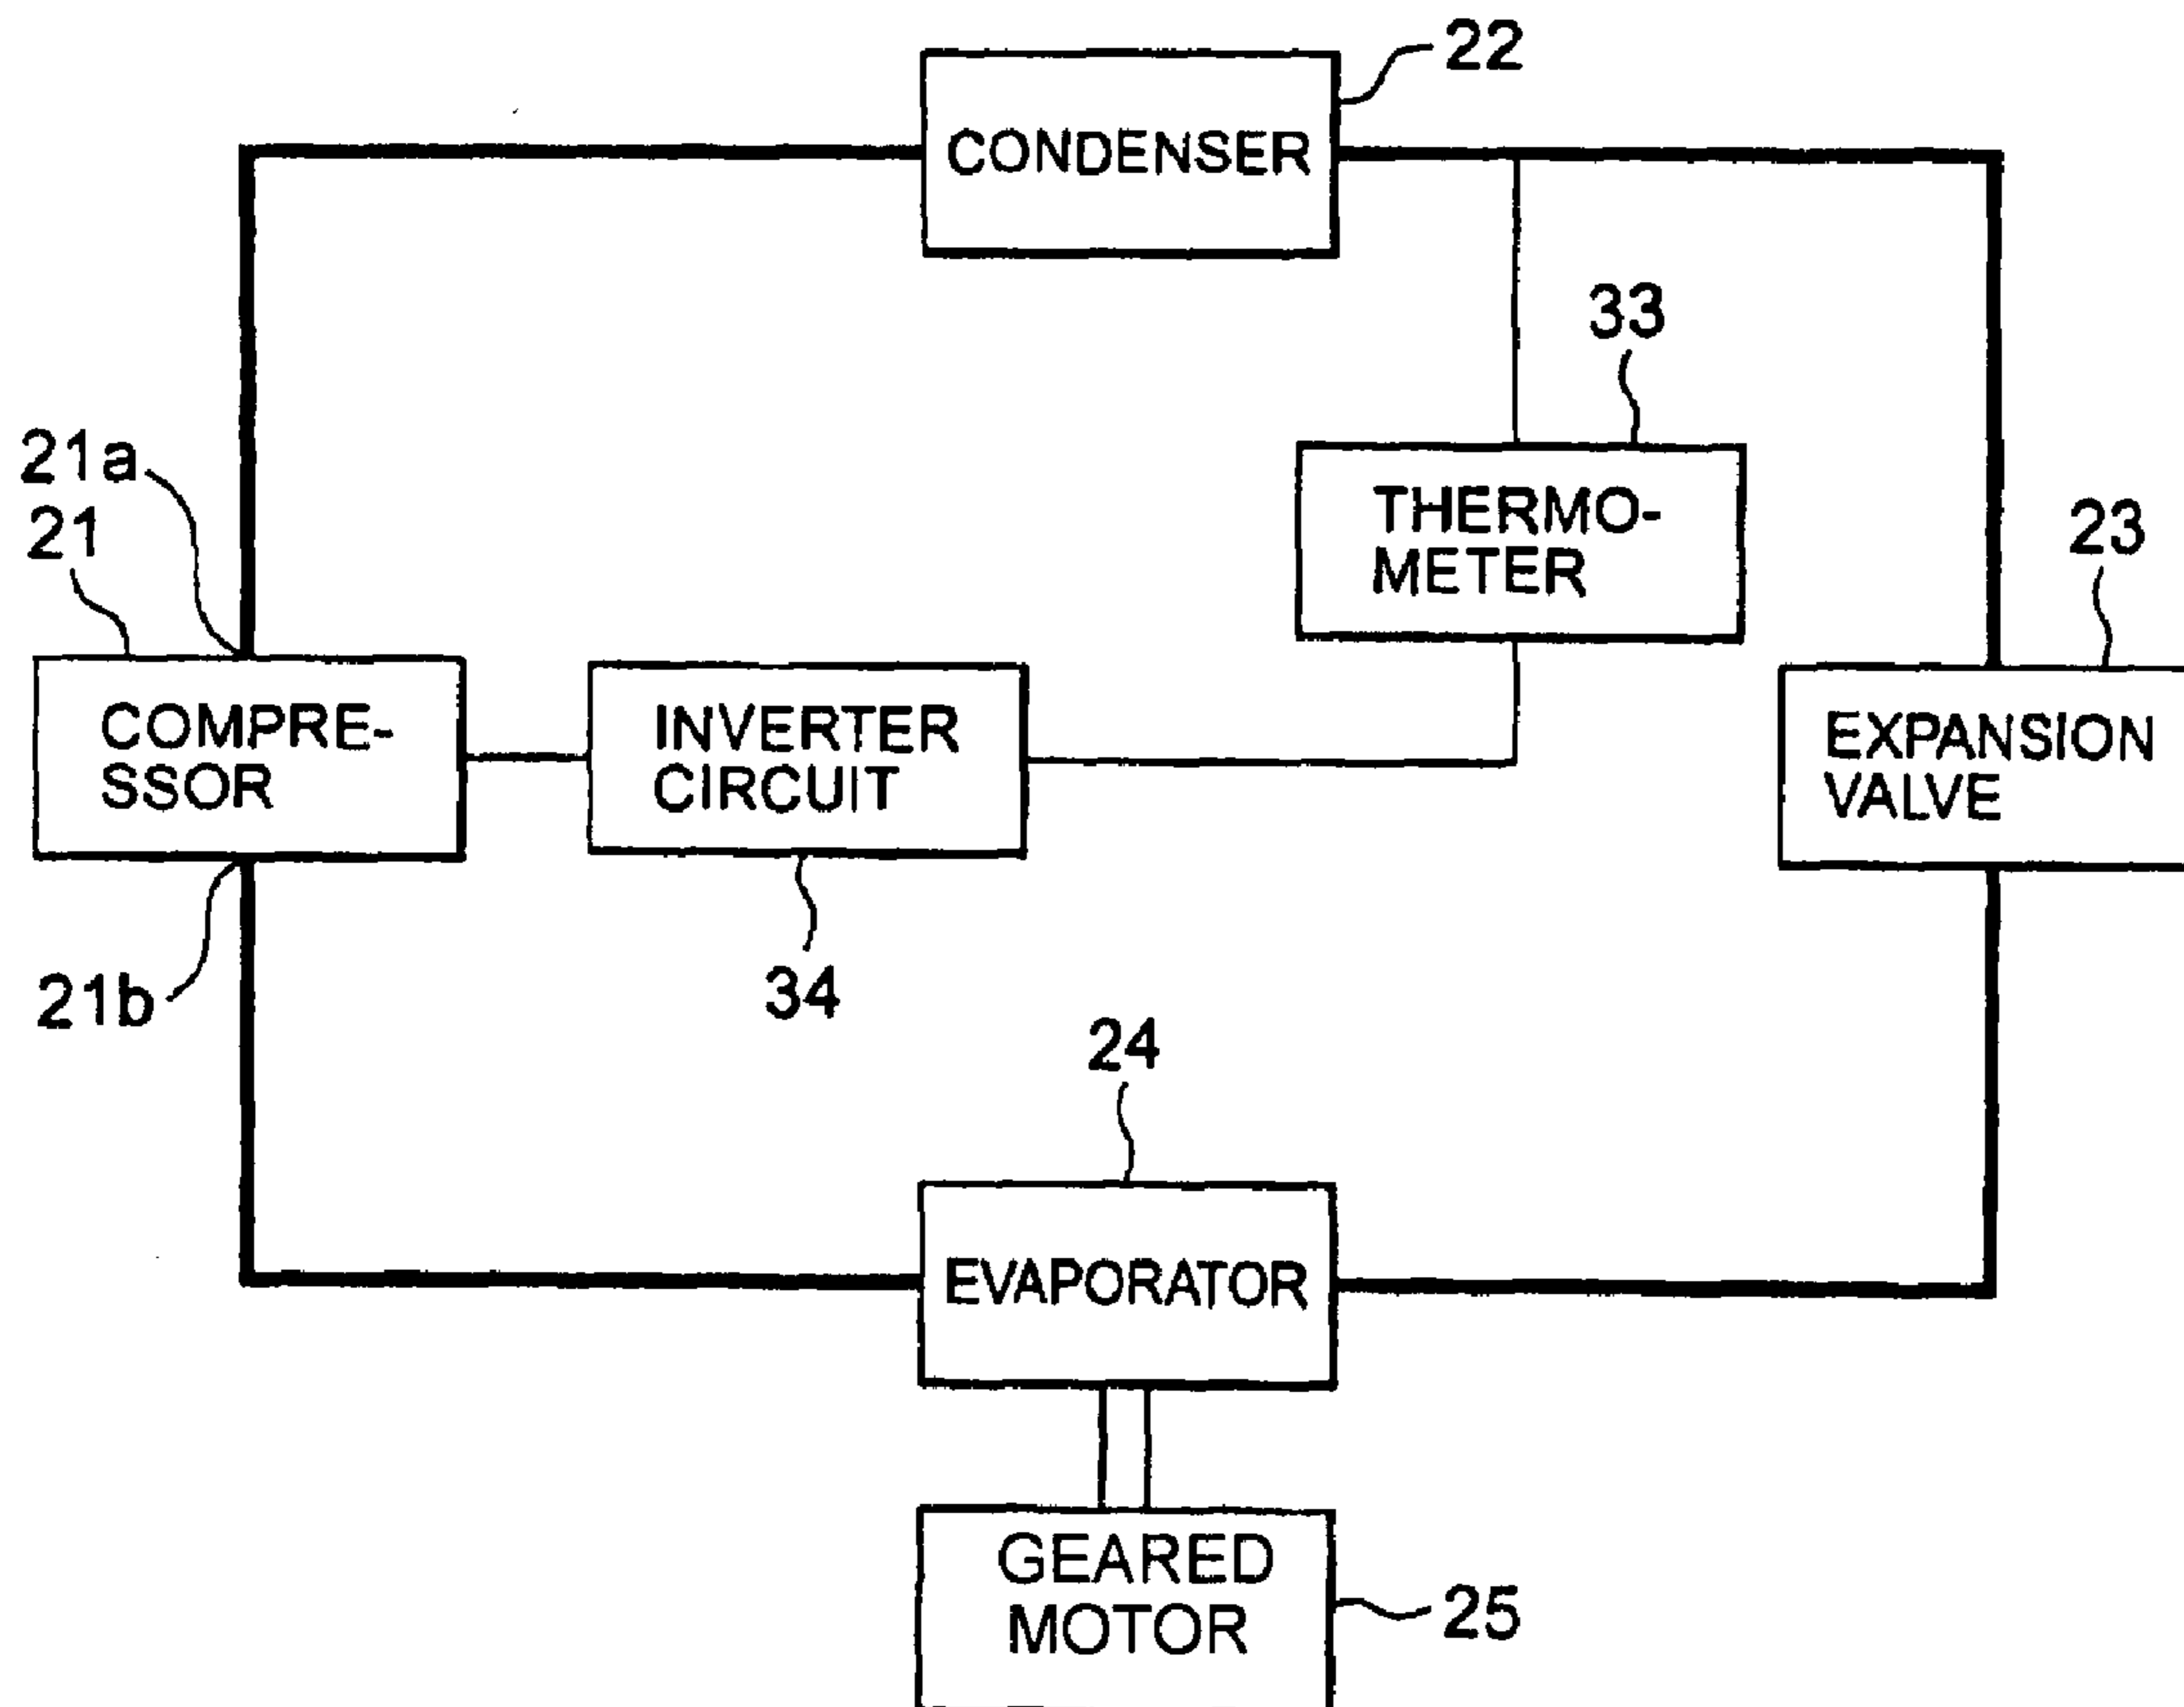 22
CONDENSER
33
21a
21
THERMO-
METER
23
COMPRE-
SSOR
INVERTER
CIRCUIT
EXPANSION
VALVE
21b
34
24
EVAPORATOR
GEARED
MOTOR
25